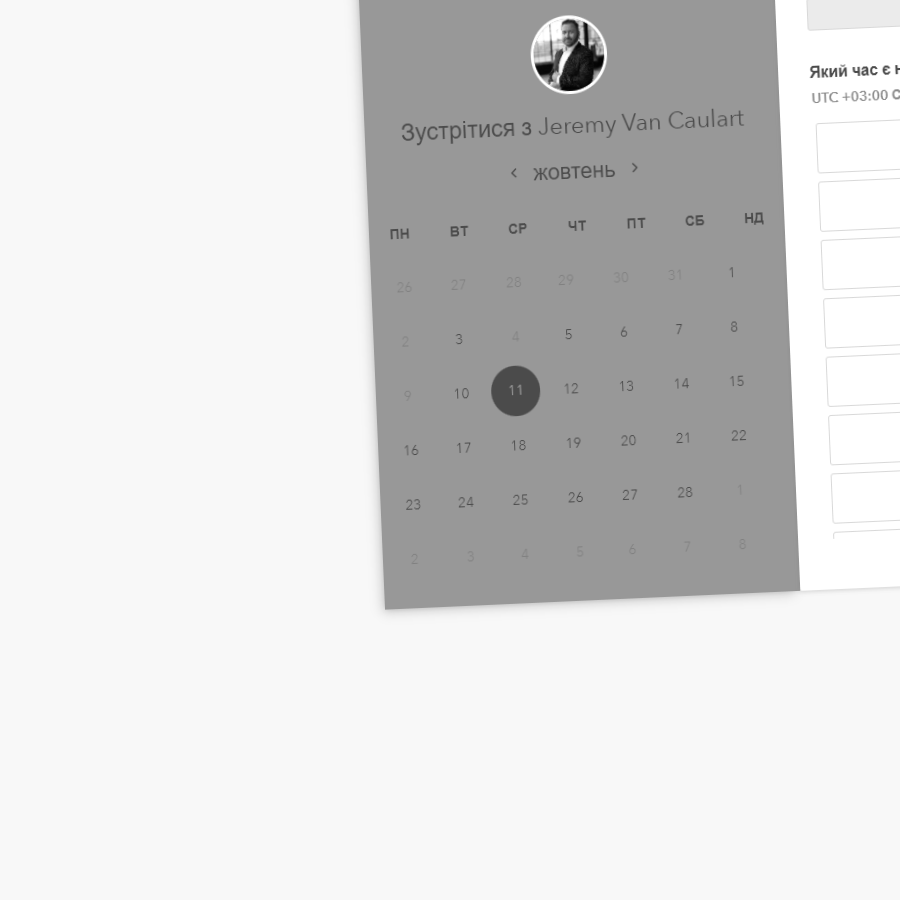 Зустрітися з Jeremy Van Caulart
‹ жовтень ›
ПН ВТ СР ЧТ ПТ СБ НД
26 27 28 29 30 31 1
2 3 4 5 6 7 8
9 10 11 12 13 14 15
16 17 18 19 20 21 22
23 24 25 26 27 28 1
2 3 4 5 6 7 8
Який час є
UTC +03:00